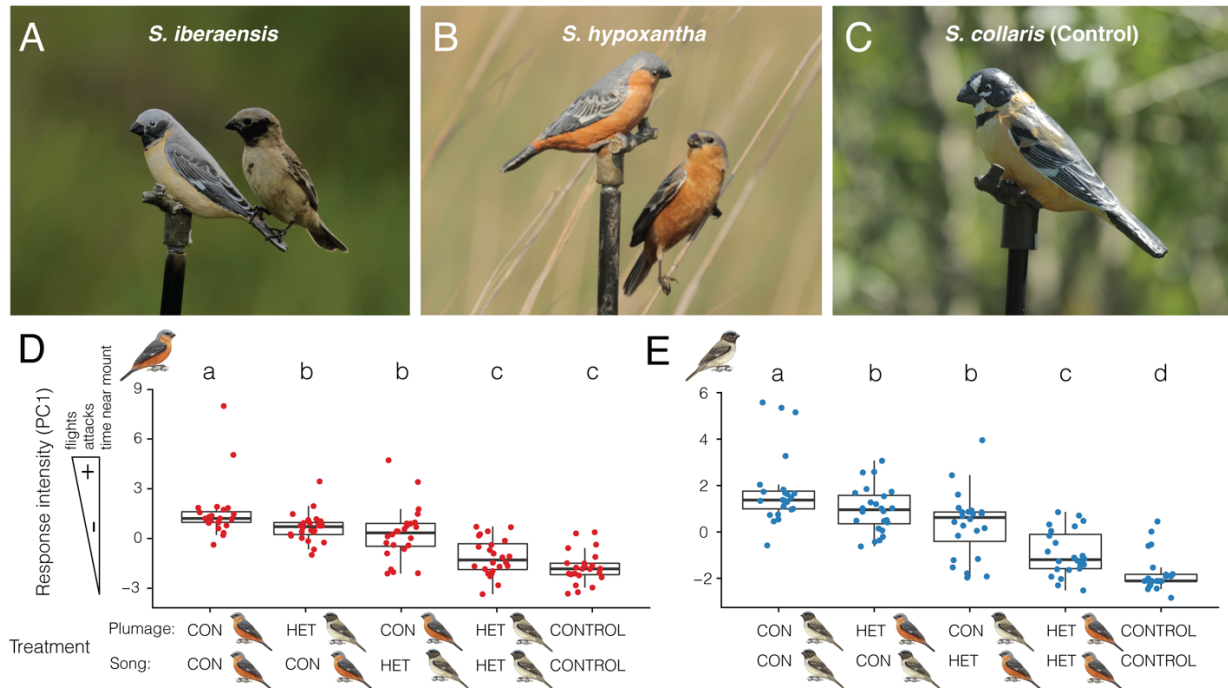 A
S. iberaensis
B
S. hypoxantha
C
S. collaris (Control)
D
a b b c c
Response intensity (PC1)
flights
attacks
time near mount
+
−
9
3
0
−3
E
a b b c d
6
4
2
0
−2
Treatment
Plumage: CON HET CON HET CONTROL
Song: CON CON HET HET CONTROL
CON HET CON HET CONTROL
CON CON HET HET CONTROL